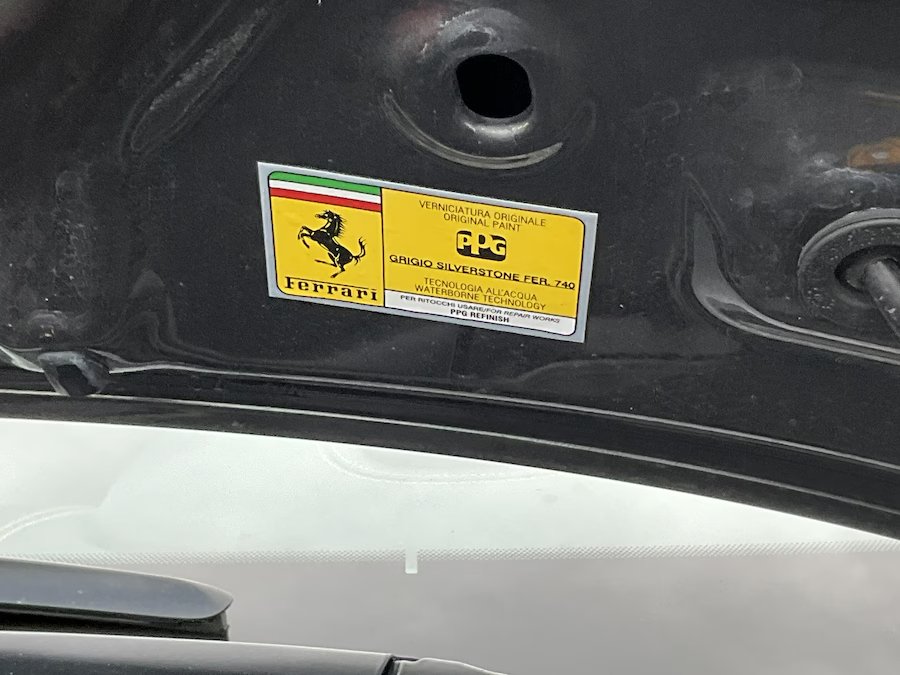 Ferrari
VERNICIATURA ORIGINALE
ORIGINAL PAINT
PPG
GRIGIO SILVERSTONE FER. 740
TECNOLOGIA ALL'ACQUA
WATERBORNE TECHNOLOGY
PER RITOCCHI USARE/FOR REPAIR WORKS
PPG REFINISH